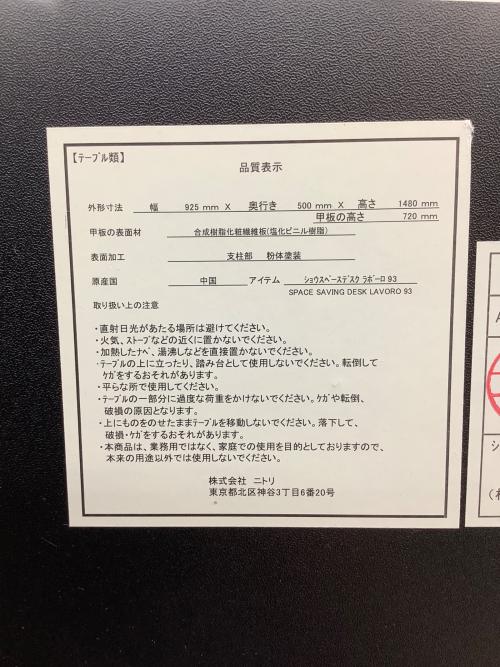 【ﾃｰﾌﾞﾙ類】
品質表示
外形寸法 幅 925 mm X 奥行き 500 mm X 高さ 1480 mm
甲板の高さ 720 mm
甲板の表面材 合成樹脂化粧繊維板(塩化ﾋﾞﾆﾙ樹脂)
表面加工 支柱部 粉体塗装
原産国 中国 アイテム ｼｮｳｽﾍﾟｰｽﾃﾞｽｸ ﾗﾎﾞｰﾛ 93
SPACE SAVING DESK LAVORO 93
取り扱い上の注意
・直射日光があたる場所は避けてください。
・火気、ｽﾄｰﾌﾞなどの近くに置かないでください。
・加熱したﾅﾍﾞ、湯沸しなどを直接置かないでください。
・ﾃｰﾌﾞﾙの上に立ったり、踏み台として使用しないでください。転倒して
ｹｶﾞをするおそれがあります。
・平らな所で使用してください。
・ﾃｰﾌﾞﾙの一部分に過度な荷重をかけないでください。ｹｶﾞや転倒、
破損の原因となります。
・上にものをのせたままﾃｰﾌﾞﾙを移動しないでください。落下して、
破損・ｹｶﾞをするおそれがあります。
・本商品は、業務用ではなく、家庭での使用を目的としておりますので、
本来の用途以外では使用しないでください。
株式会社 ニトリ
東京都北区神谷3丁目6番20号